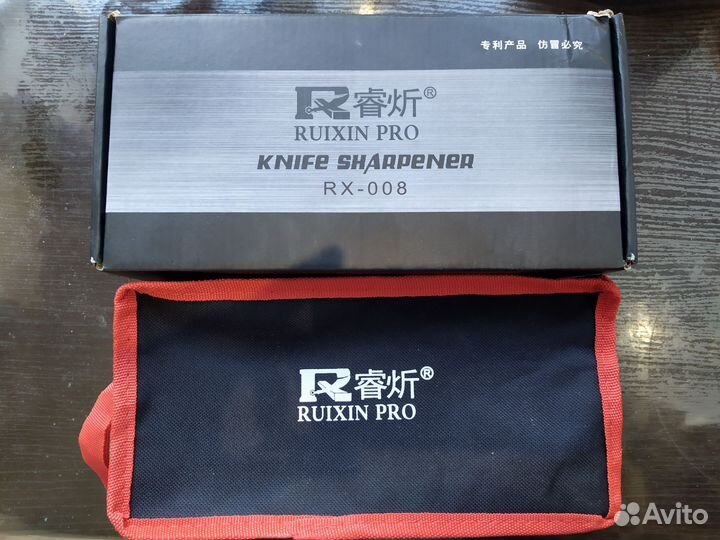 专利产品 仿冒必究
R睿炘®
RUIXIN PRO
KNIFE SHARPENER
RX-008
R睿炘®
RUIXIN PRO
Avito